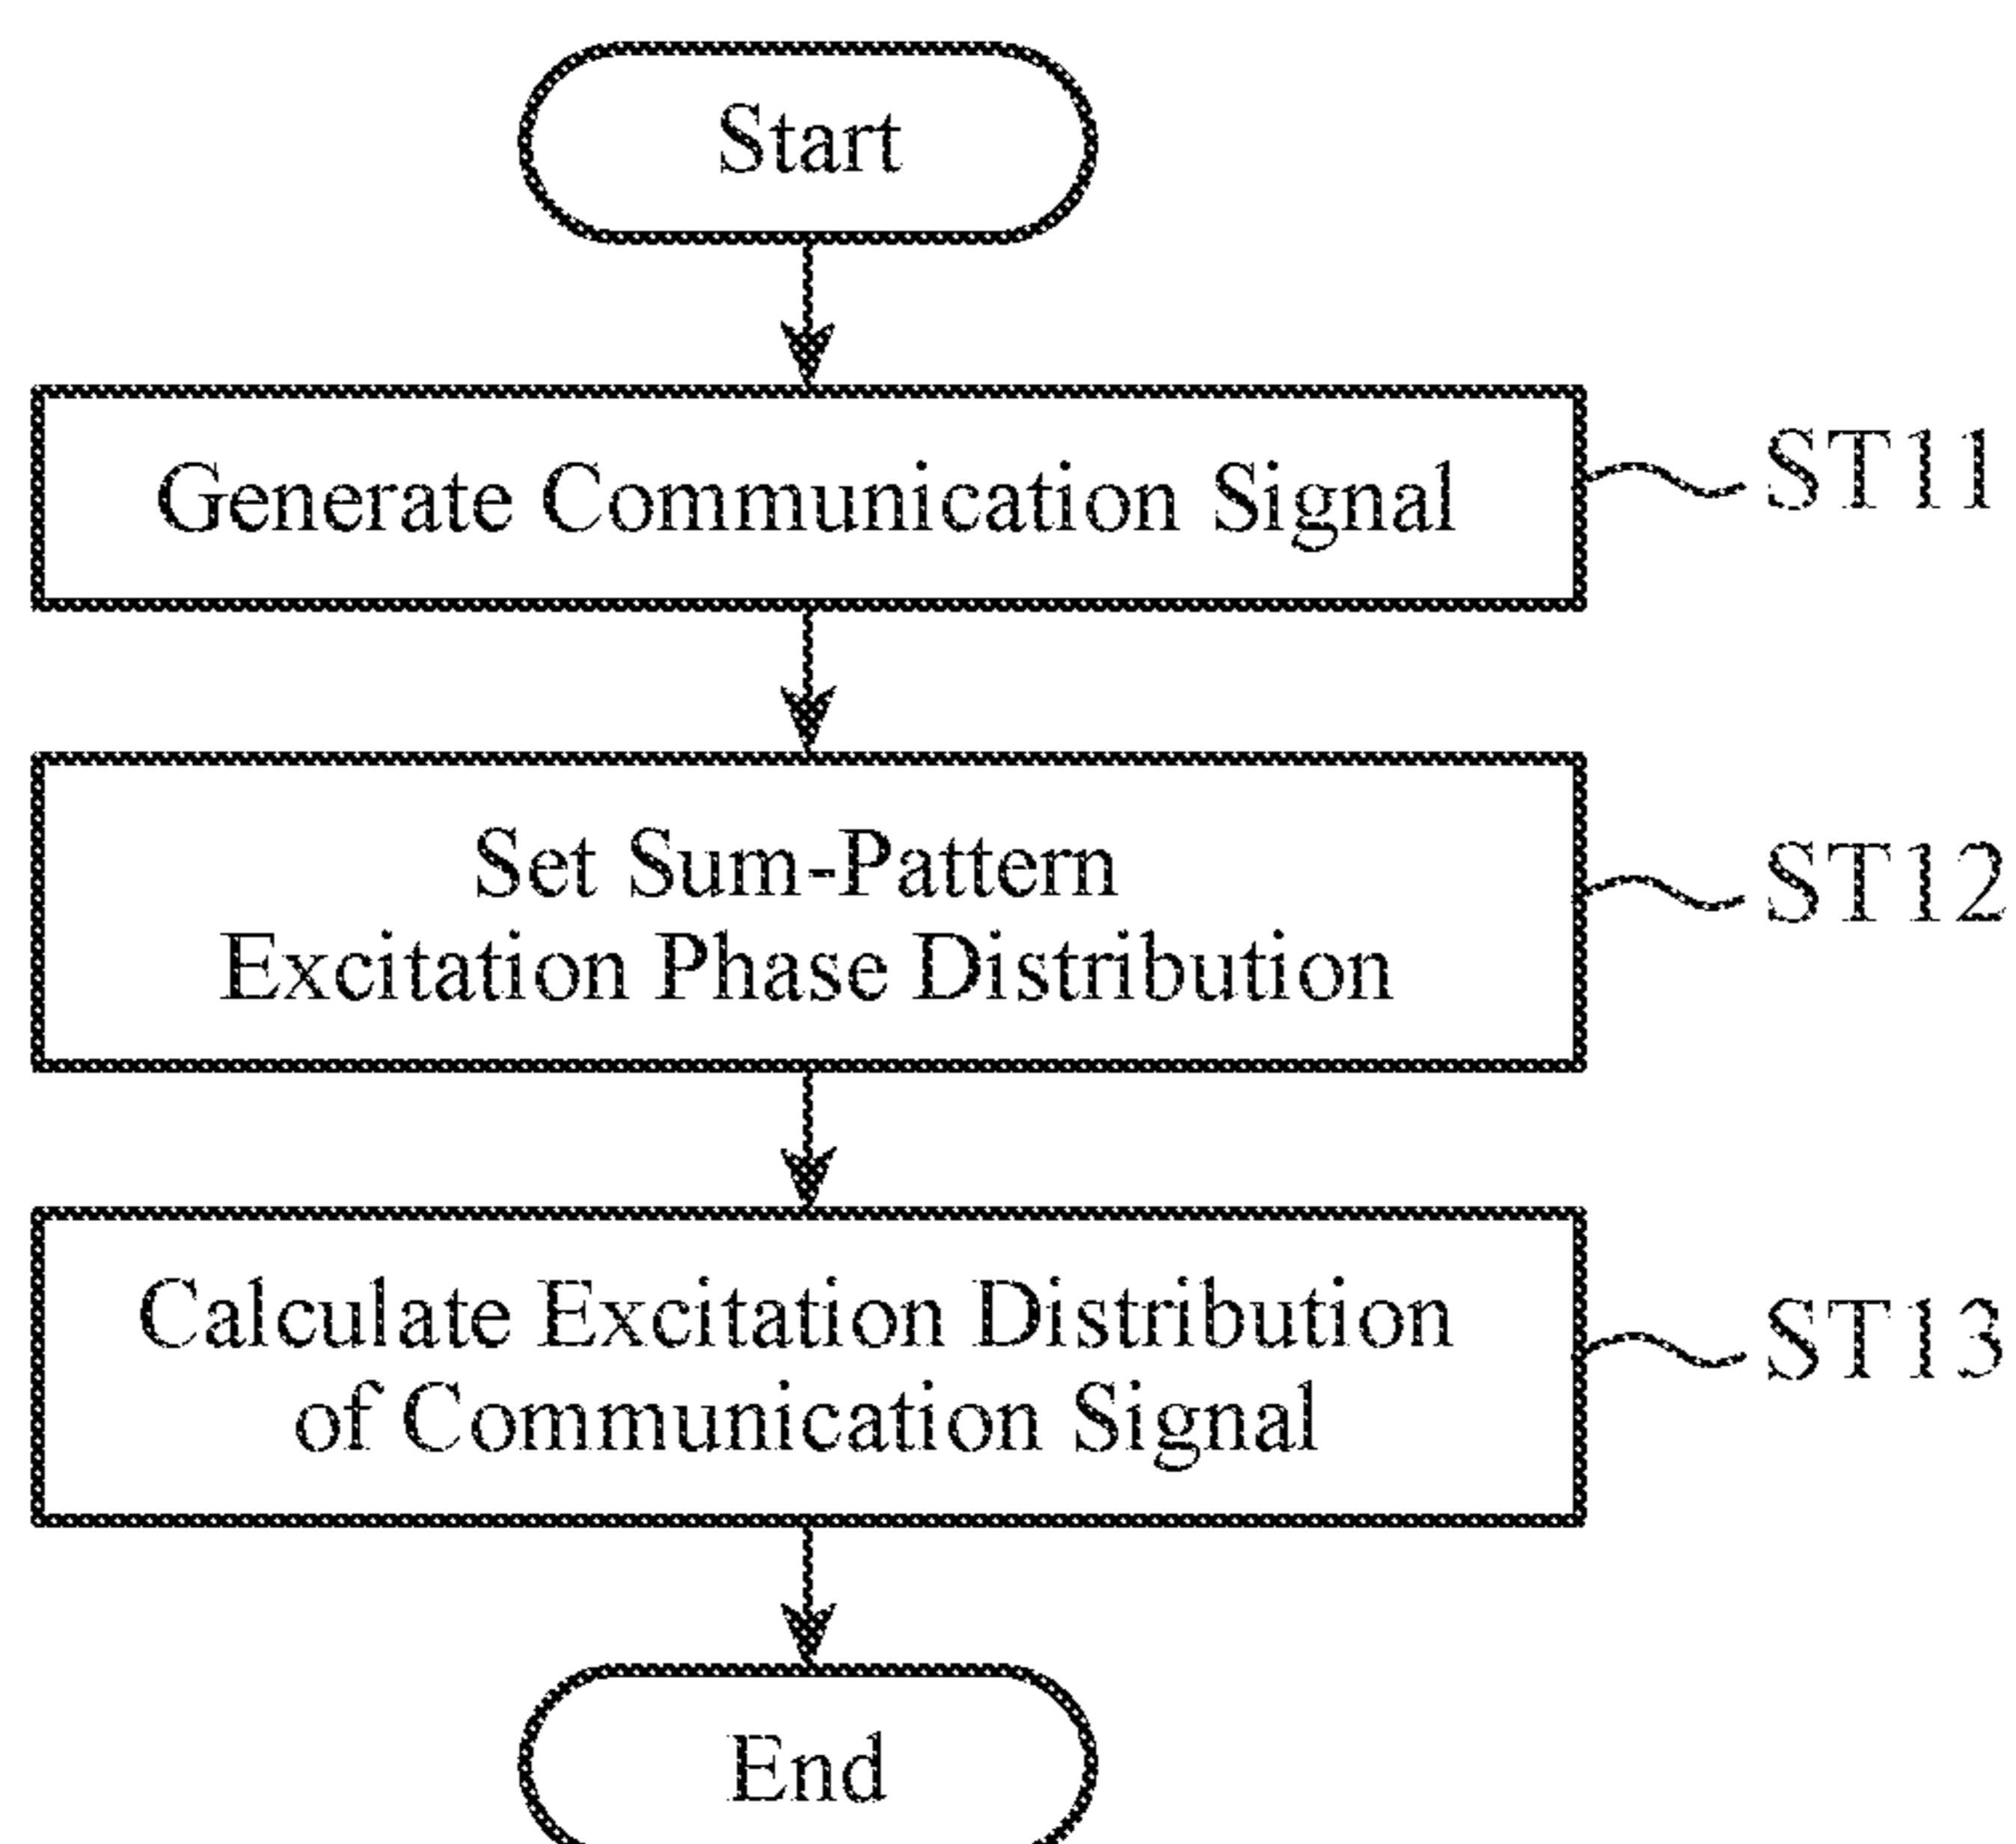 Start
Generate Communication Signal
ST11
Set Sum-Pattern
Excitation Phase Distribution
ST12
Calculate Excitation Distribution
of Communication Signal
ST13
End